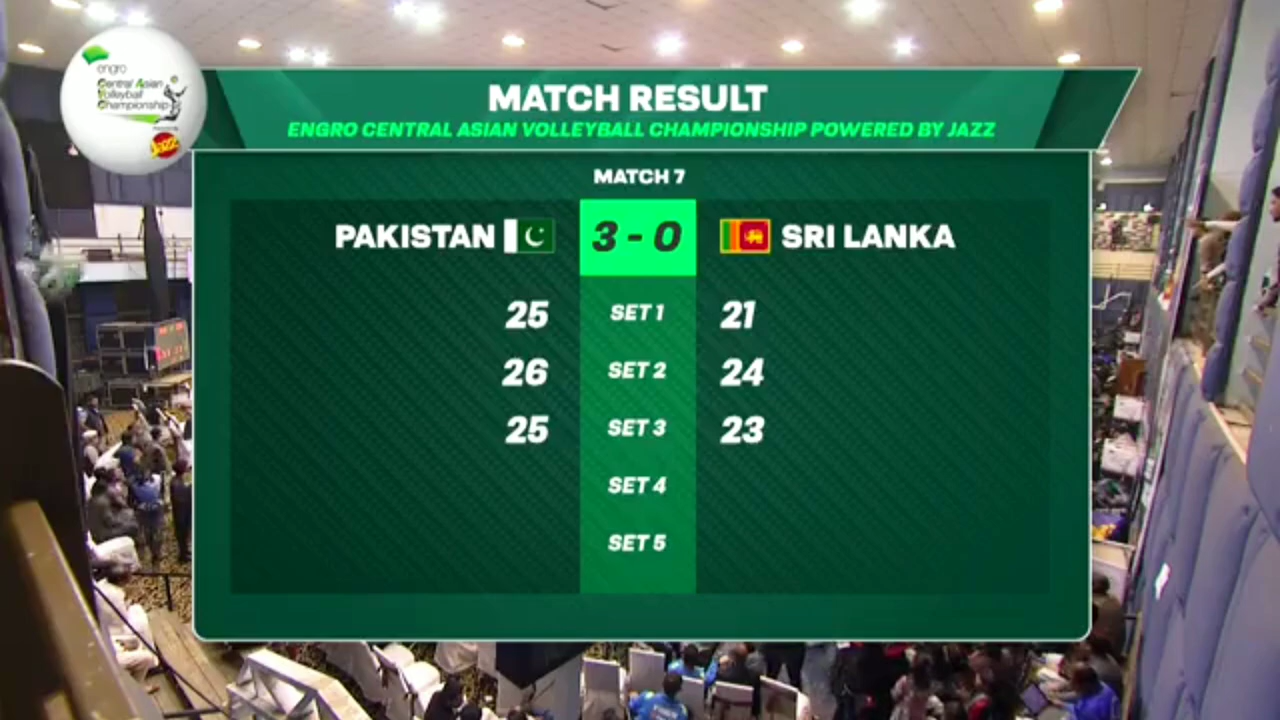 engro
Central Asian
Volleyball
Championship
Jazz
MATCH RESULT
ENGRO CENTRAL ASIAN VOLLEYBALL CHAMPIONSHIP POWERED BY JAZZ
MATCH 7
PAKISTAN 3 - 0 SRI LANKA
25 SET 1 21
26 SET 2 24
25 SET 3 23
SET 4
SET 5